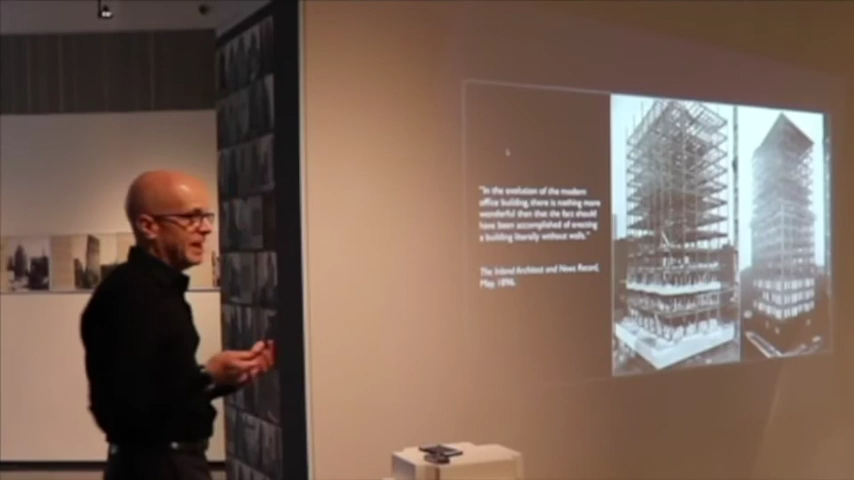 "In the evolution of the modern
office building, there is nothing more
wonderful than that the fact should
have been accomplished of erecting
a building literally without walls."
The Inland Architect and News Record,
May 1896.